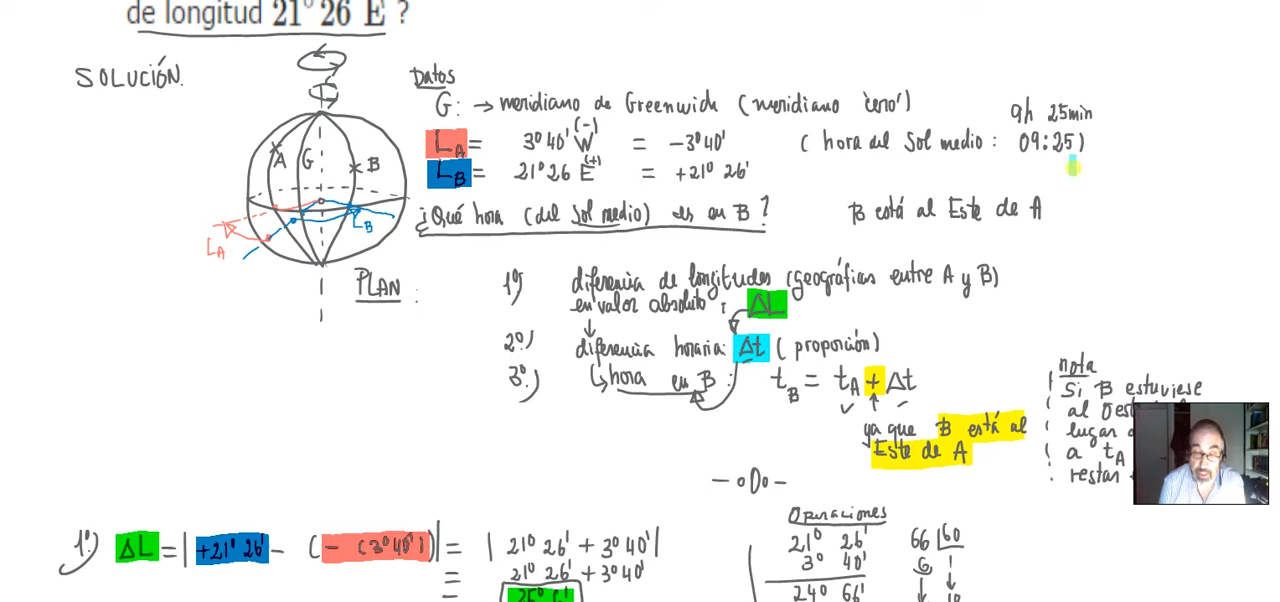 de longitud 21° 26 E ?
SOLUCIÓN.
A
G
B
L_A
L_B
Datos
G: → meridiano de Greenwich (meridiano "cero")
9h 25min
L_A = 3° 40' W (-) = -3° 40' (hora del Sol medio: 09:25)
L_B = 21° 26 E (+) = +21° 26'
¿Qué hora (del Sol medio) es en B? B está al Este de A
PLAN:
1º) diferencia de longitudes (geográficas entre A y B)
en valor absoluto: ΔL
2º) diferencia horaria: Δt (proporción)
3º) ↳ hora en B: t_B = t_A + Δt
ya que B está al
Este de A
nota
Si B estuviese
al
lugar
a t_A
restar
-o0o-
1º) ΔL = | +21° 26' - (- (3° 40')) | = | 21° 26' + 3° 40' |
= 21° 26' + 3° 40'
= 25° 6'
Operaciones
21° 26'
3° 40'
24° 66'
66 | 60
6 1